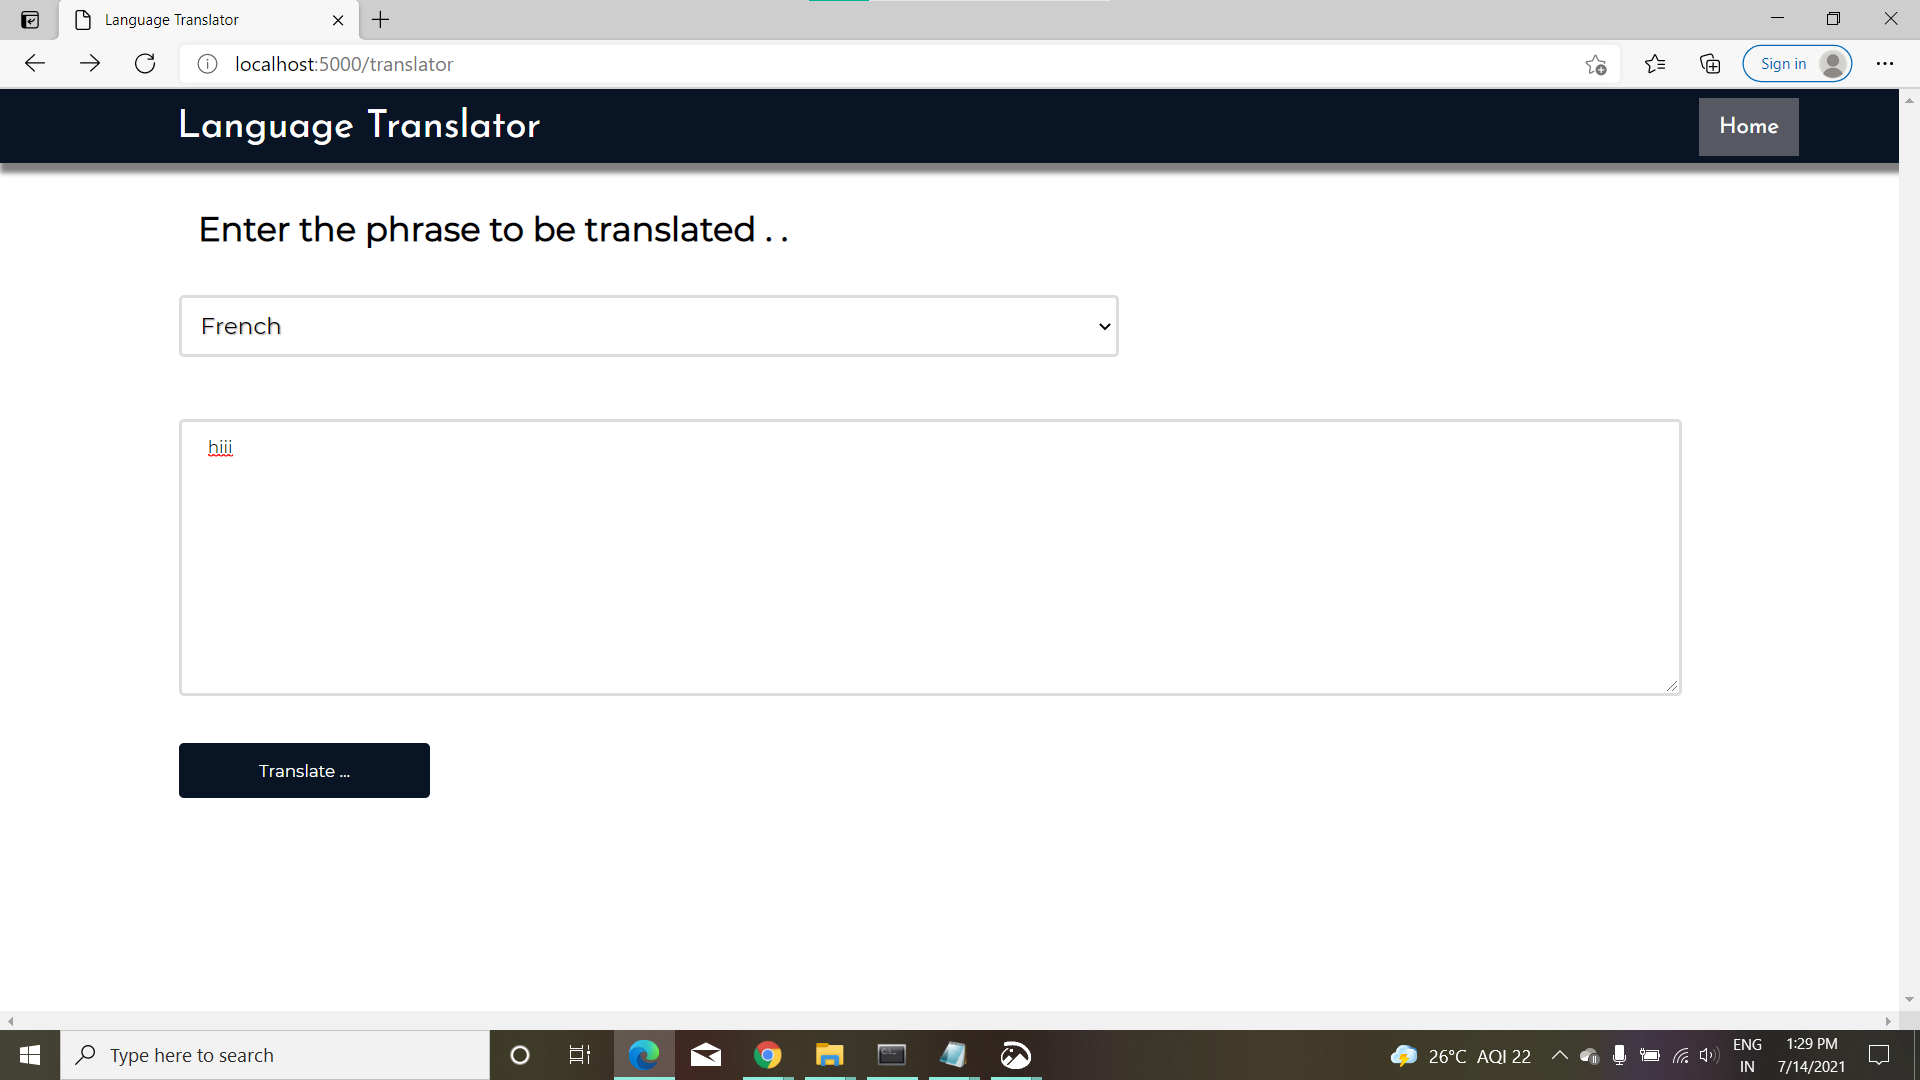 Language Translator
localhost:5000/translator
Sign in
Language Translator
Home
Enter the phrase to be translated . .
French
hiii
Translate ...
Type here to search
26°C AQI 22
ENG
IN
1:29 PM
7/14/2021